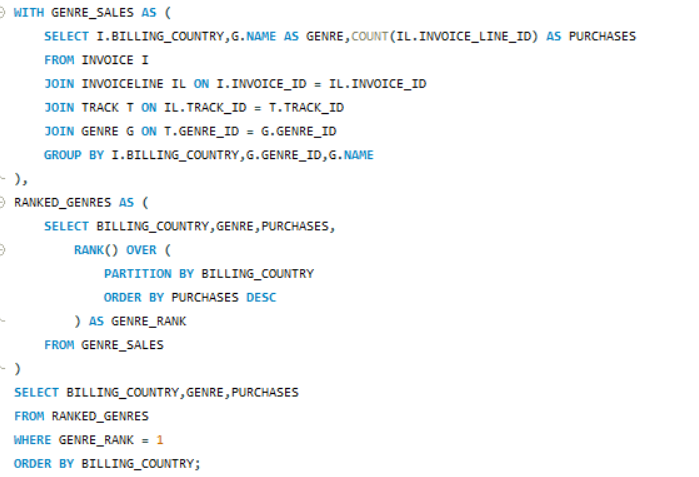 WITH GENRE_SALES AS (
SELECT I.BILLING_COUNTRY,G.NAME AS GENRE,COUNT(IL.INVOICE_LINE_ID) AS PURCHASES
FROM INVOICE I
JOIN INVOICELINE IL ON I.INVOICE_ID = IL.INVOICE_ID
JOIN TRACK T ON IL.TRACK_ID = T.TRACK_ID
JOIN GENRE G ON T.GENRE_ID = G.GENRE_ID
GROUP BY I.BILLING_COUNTRY,G.GENRE_ID,G.NAME
),
RANKED_GENRES AS (
SELECT BILLING_COUNTRY,GENRE,PURCHASES,
RANK() OVER (
PARTITION BY BILLING_COUNTRY
ORDER BY PURCHASES DESC
) AS GENRE_RANK
FROM GENRE_SALES
)
SELECT BILLING_COUNTRY,GENRE,PURCHASES
FROM RANKED_GENRES
WHERE GENRE_RANK = 1
ORDER BY BILLING_COUNTRY;